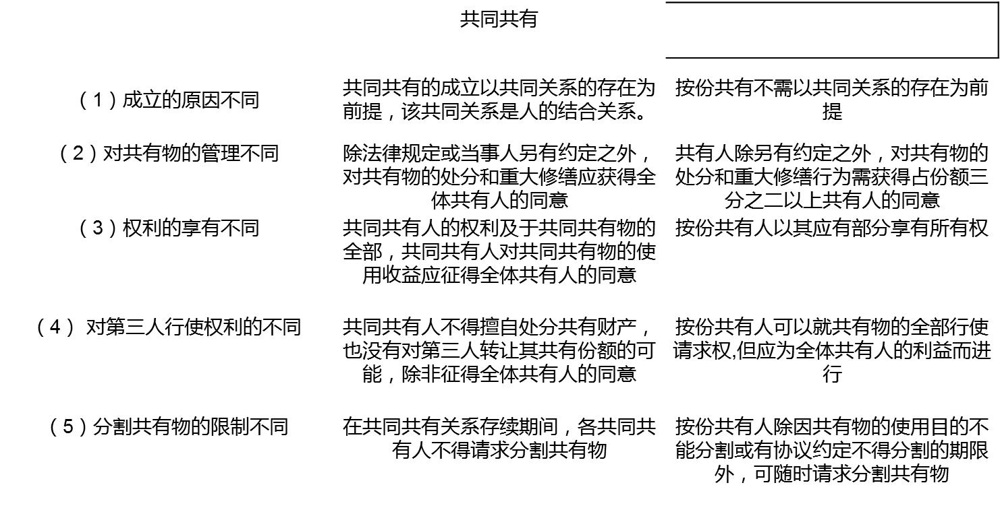 共同共有
（1）成立的原因不同
共同共有的成立以共同关系的存在为
前提，该共同关系是人的结合关系。
按份共有不需以共同关系的存在为前
提
（2）对共有物的管理不同
除法律规定或当事人另有约定之外，
对共有物的处分和重大修缮应获得全
体共有人的同意
共有人除另有约定之外，对共有物的
处分和重大修缮行为需获得占份额三
分之二以上共有人的同意
（3）权利的享有不同
共同共有人的权利及于共同共有物的
全部，共同共有人对共同共有物的使
用收益应征得全体共有人的同意
按份共有人以其应有部分享有所有权
（4） 对第三人行使权利的不同
共同共有人不得擅自处分共有财产，
也没有对第三人转让其共有份额的可
能，除非征得全体共有人的同意
按份共有人可以就共有物的全部行使
请求权,但应为全体共有人的利益而进
行
（5）分割共有物的限制不同
在共同共有关系存续期间，各共同共
有人不得请求分割共有物
按份共有人除因共有物的使用目的不
能分割或有协议约定不得分割的期限
外，可随时请求分割共有物